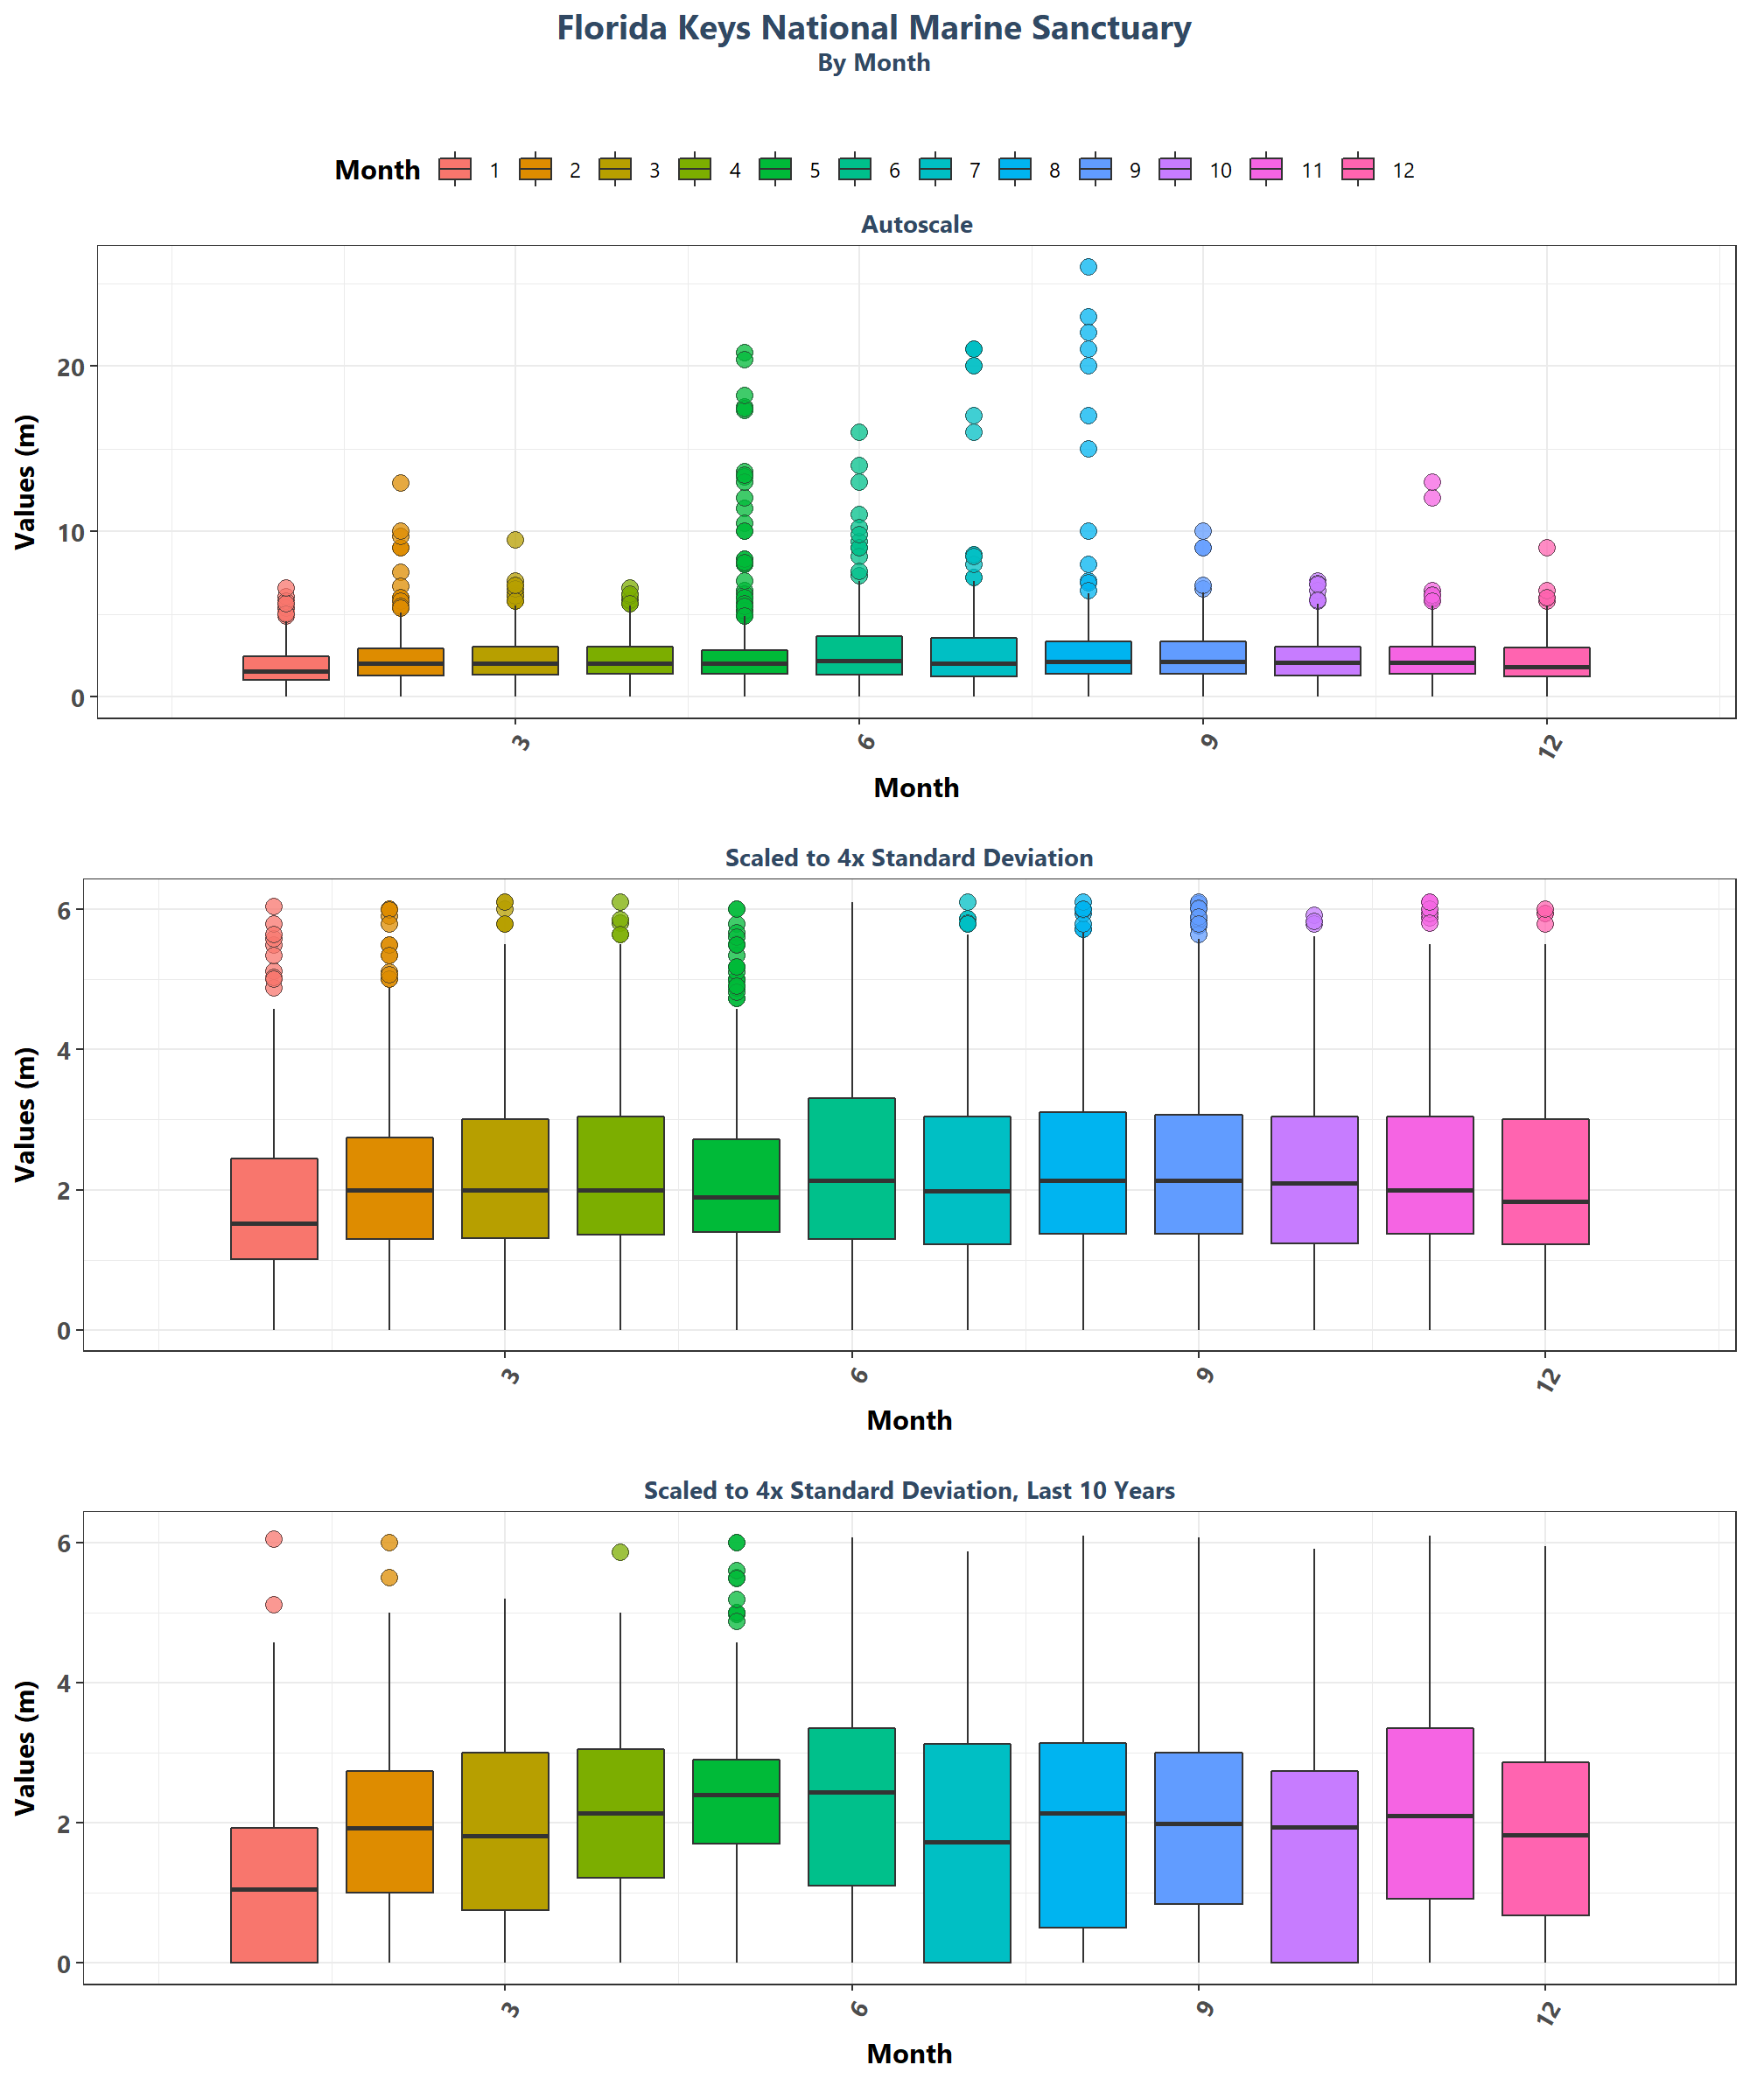 Florida Keys National Marine Sanctuary
By Month
Month 1 2 3 4 5 6 7 8 9 10 11 12
Autoscale
Values (m)
20
10
0
3 6 9 12
Month
Scaled to 4x Standard Deviation
Values (m)
6
4
2
0
3 6 9 12
Month
Scaled to 4x Standard Deviation, Last 10 Years
Values (m)
6
4
2
0
3 6 9 12
Month